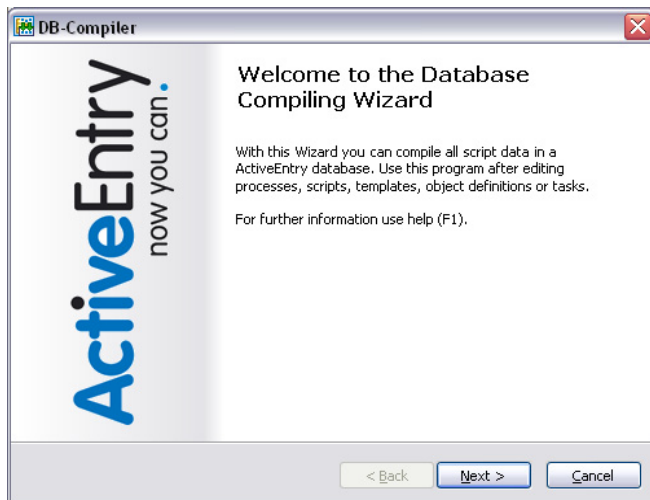 DB-Compiler
ActiveEntry
now you can.
Welcome to the Database
Compiling Wizard
With this Wizard you can compile all script data in a
ActiveEntry database. Use this program after editing
processes, scripts, templates, object definitions or tasks.
For further information use help (F1).
< Back
Next >
Cancel